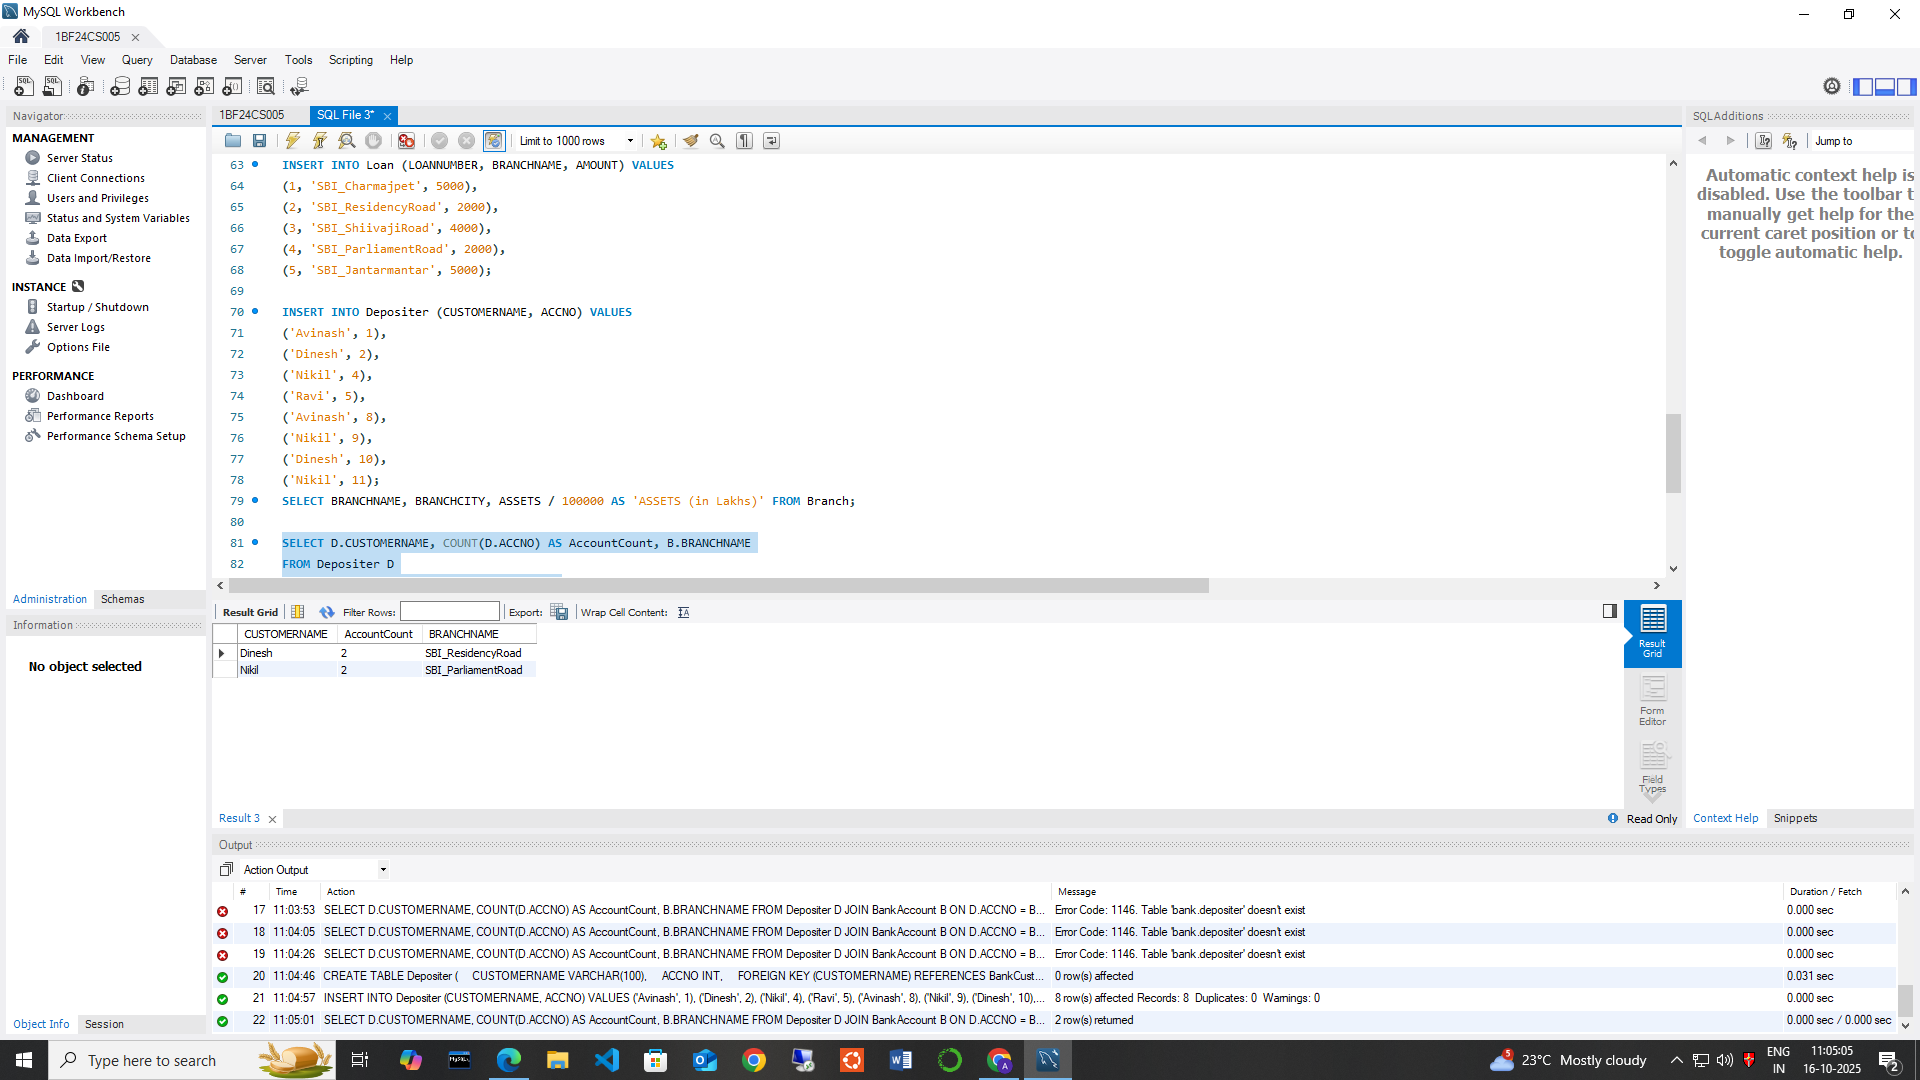 MySQL Workbench
1BF24CS005
File Edit View Query Database Server Tools Scripting Help
Navigator
MANAGEMENT
Server Status
Client Connections
Users and Privileges
Status and System Variables
Data Export
Data Import/Restore
INSTANCE
Startup / Shutdown
Server Logs
Options File
PERFORMANCE
Dashboard
Performance Reports
Performance Schema Setup
Administration Schemas
Information
No object selected
Object Info Session
1BF24CS005 SQL File 3*
Limit to 1000 rows
63 INSERT INTO Loan (LOANNUMBER, BRANCHNAME, AMOUNT) VALUES
64 (1, 'SBI_Charmajpet', 5000),
65 (2, 'SBI_ResidencyRoad', 2000),
66 (3, 'SBI_ShiivajiRoad', 4000),
67 (4, 'SBI_ParliamentRoad', 2000),
68 (5, 'SBI_Jantarmantar', 5000);
69
70 INSERT INTO Depositer (CUSTOMERNAME, ACCNO) VALUES
71 ('Avinash', 1),
72 ('Dinesh', 2),
73 ('Nikil', 4),
74 ('Ravi', 5),
75 ('Avinash', 8),
76 ('Nikil', 9),
77 ('Dinesh', 10),
78 ('Nikil', 11);
79 SELECT BRANCHNAME, BRANCHCITY, ASSETS / 100000 AS 'ASSETS (in Lakhs)' FROM Branch;
80
81 SELECT D.CUSTOMERNAME, COUNT(D.ACCNO) AS AccountCount, B.BRANCHNAME
82 FROM Depositer D
Result Grid Filter Rows: Export: Wrap Cell Content:
CUSTOMERNAME AccountCount BRANCHNAME
Dinesh 2 SBI_ResidencyRoad
Nikil 2 SBI_ParliamentRoad
Result Grid
Form Editor
Field Types
Result 3
Read Only
SQLAdditions
Jump to
Automatic context help is
disabled. Use the toolbar t
manually get help for the
current caret position or to
toggle automatic help.
Context Help Snippets
Output
Action Output
# Time Action Message Duration / Fetch
17 11:03:53 SELECT D.CUSTOMERNAME, COUNT(D.ACCNO) AS AccountCount, B.BRANCHNAME FROM Depositer D JOIN BankAccount B ON D.ACCNO = B... Error Code: 1146. Table 'bank.depositer' doesn't exist 0.000 sec
18 11:04:05 SELECT D.CUSTOMERNAME, COUNT(D.ACCNO) AS AccountCount, B.BRANCHNAME FROM Depositer D JOIN BankAccount B ON D.ACCNO = B... Error Code: 1146. Table 'bank.depositer' doesn't exist 0.000 sec
19 11:04:26 SELECT D.CUSTOMERNAME, COUNT(D.ACCNO) AS AccountCount, B.BRANCHNAME FROM Depositer D JOIN BankAccount B ON D.ACCNO = B... Error Code: 1146. Table 'bank.depositer' doesn't exist 0.000 sec
20 11:04:46 CREATE TABLE Depositer ( CUSTOMERNAME VARCHAR(100), ACCNO INT, FOREIGN KEY (CUSTOMERNAME) REFERENCES BankCust... 0 row(s) affected 0.031 sec
21 11:04:57 INSERT INTO Depositer (CUSTOMERNAME, ACCNO) VALUES ('Avinash', 1), ('Dinesh', 2), ('Nikil', 4), ('Ravi', 5), ('Avinash', 8), ('Nikil', 9), ('Dinesh', 10),... 8 row(s) affected Records: 8 Duplicates: 0 Warnings: 0 0.000 sec
22 11:05:01 SELECT D.CUSTOMERNAME, COUNT(D.ACCNO) AS AccountCount, B.BRANCHNAME FROM Depositer D JOIN BankAccount B ON D.ACCNO = B... 2 row(s) returned 0.000 sec / 0.000 sec
Type here to search
5 23°C Mostly cloudy
ENG
IN
11:05:05
16-10-2025
2